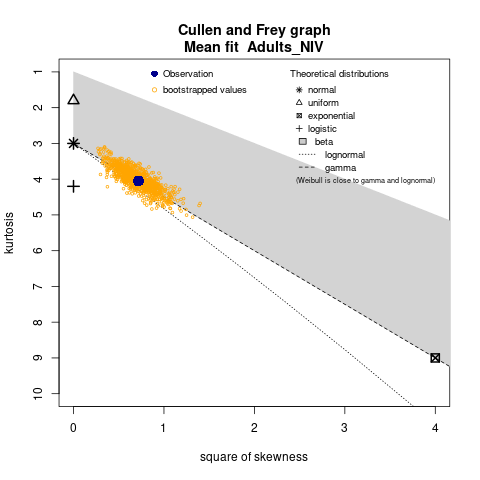 Cullen and Frey graph
Mean fit  Adults_NIV
Observation
bootstrapped values
Theoretical distributions
normal
uniform
exponential
logistic
beta
lognormal
gamma
(Weibull is close to gamma and lognormal)
kurtosis
1
2
3
4
5
6
7
8
9
10
0
1
2
3
4
square of skewness